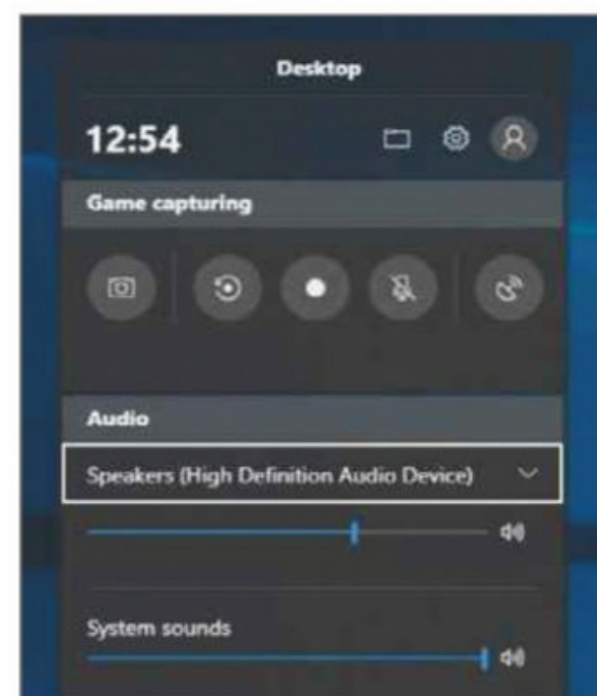 Desktop
12:54
Game capturing
Audio
Speakers (High Definition Audio Device)
System sounds